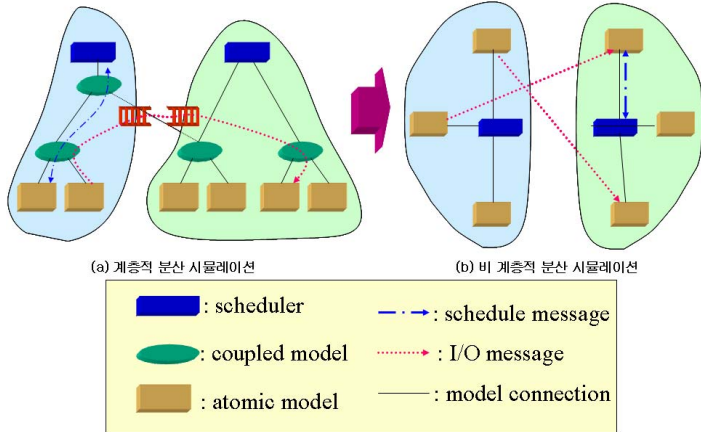 (a) 계층적 분산 시뮬레이션
(b) 비 계층적 분산 시뮬레이션
: scheduler
: schedule message
: coupled model
: I/O message
: atomic model
: model connection